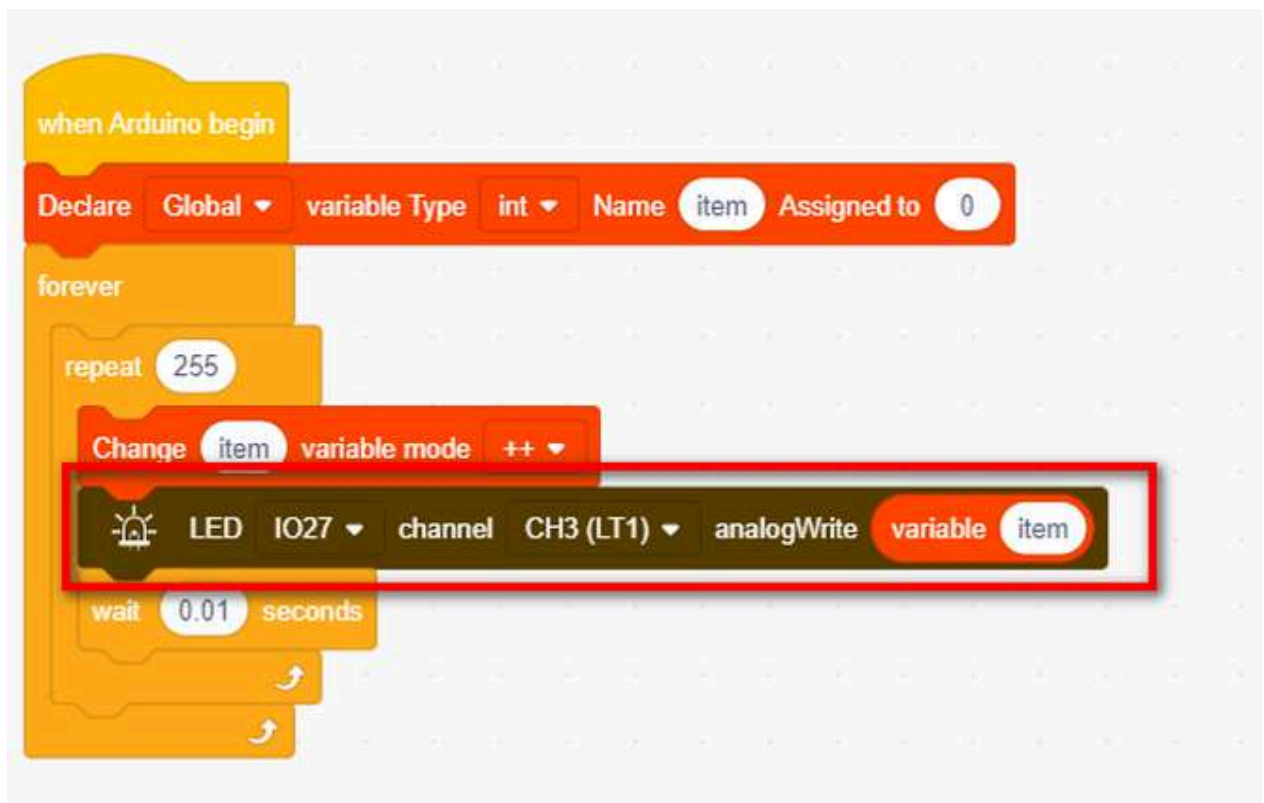 when Arduino begin
Declare Global variable Type int Name item Assigned to 0
forever
repeat 255
Change item variable mode ++
LED IO27 channel CH3 (LT1) analogWrite variable item
wait 0.01 seconds